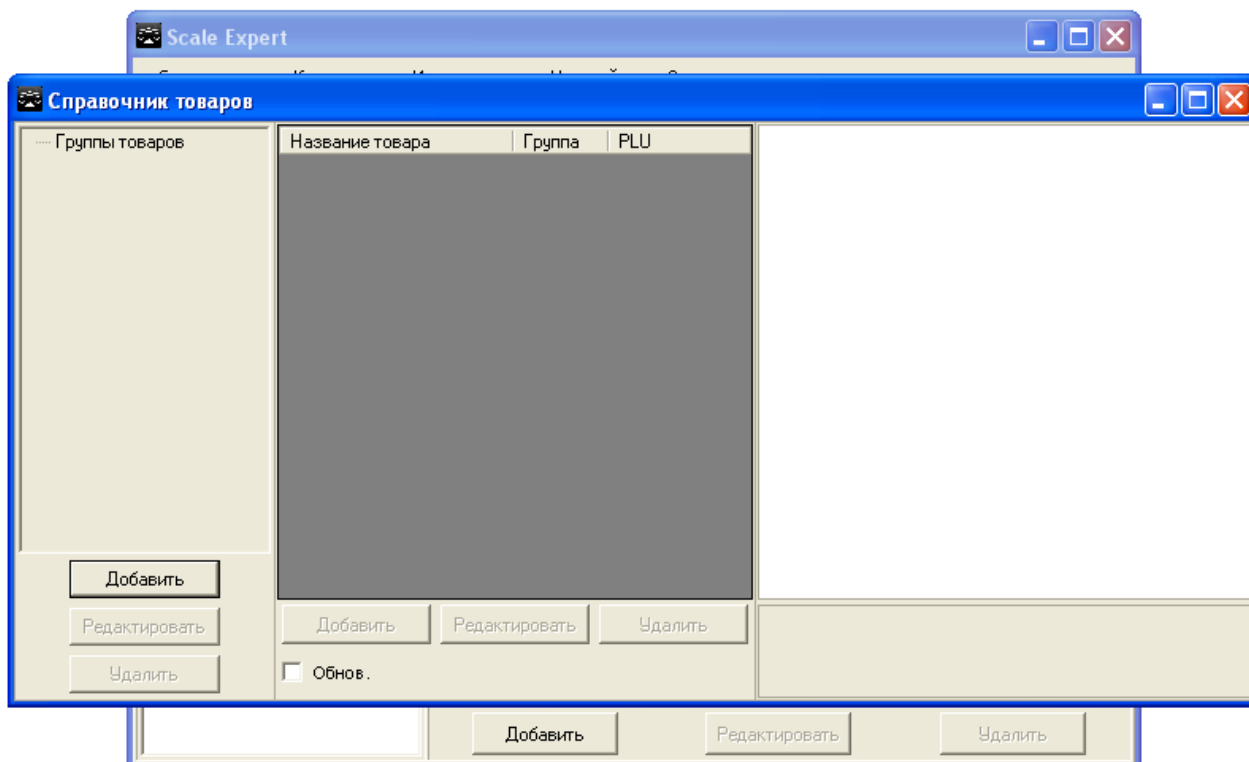 Scale Expert
Справочник товаров
Группы товаров
Название товара Группа PLU
Добавить
Редактировать
Удалить
Добавить Редактировать Удалить
Обнов.
Добавить Редактировать Удалить